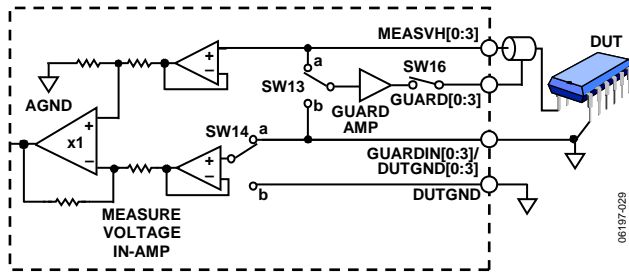 MEASVH[0:3]
DUT
a
SW13
b
SW16
GUARD
AMP
GUARD[0:3]
AGND
+
–
x1
+
–
SW14
a
+
–
b
GUARDIN[0:3]/
DUTGND[0:3]
DUTGND
MEASURE
VOLTAGE
IN-AMP
06197-029